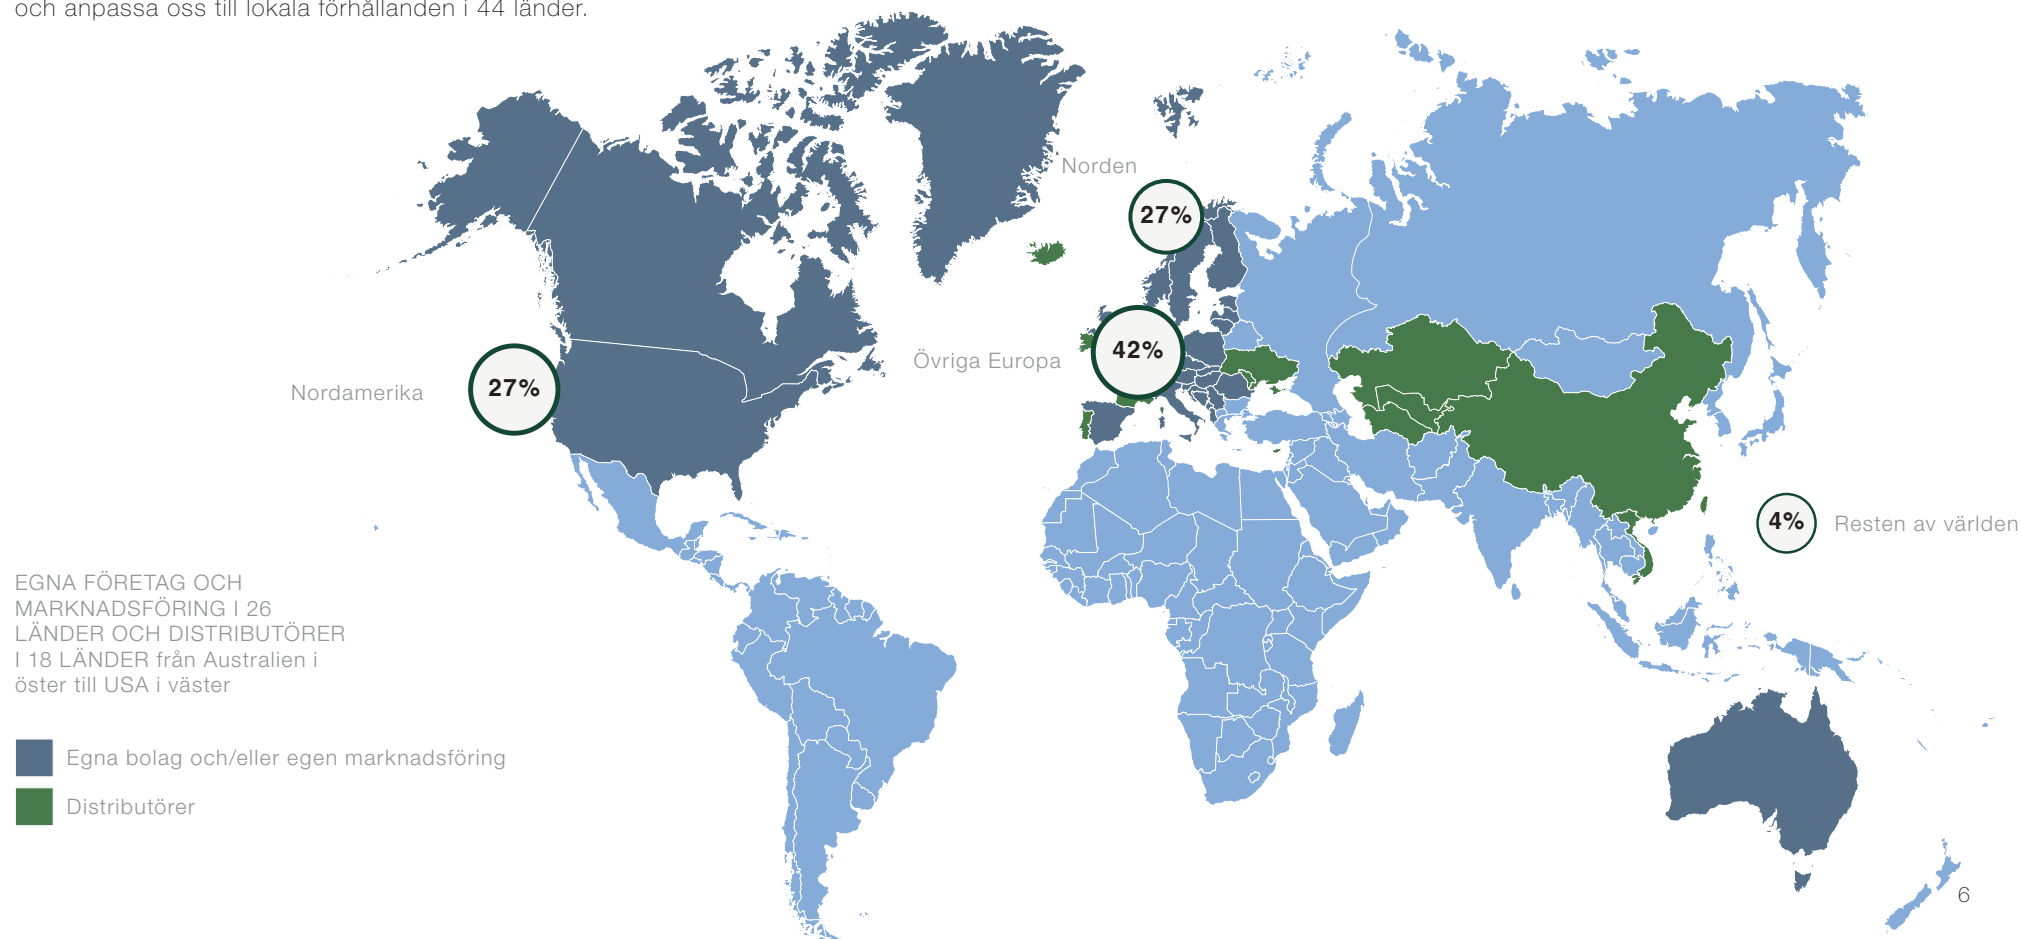 och anpassa oss till lokala förhållanden i 44 länder.
Norden
27%
Övriga Europa
42%
Nordamerika
27%
4%
Resten av världen
EGNA FÖRETAG OCH
MARKNADSFÖRING I 26
LÄNDER OCH DISTRIBUTÖRER
I 18 LÄNDER från Australien i
öster till USA i väster
Egna bolag och/eller egen marknadsföring
Distributörer
6